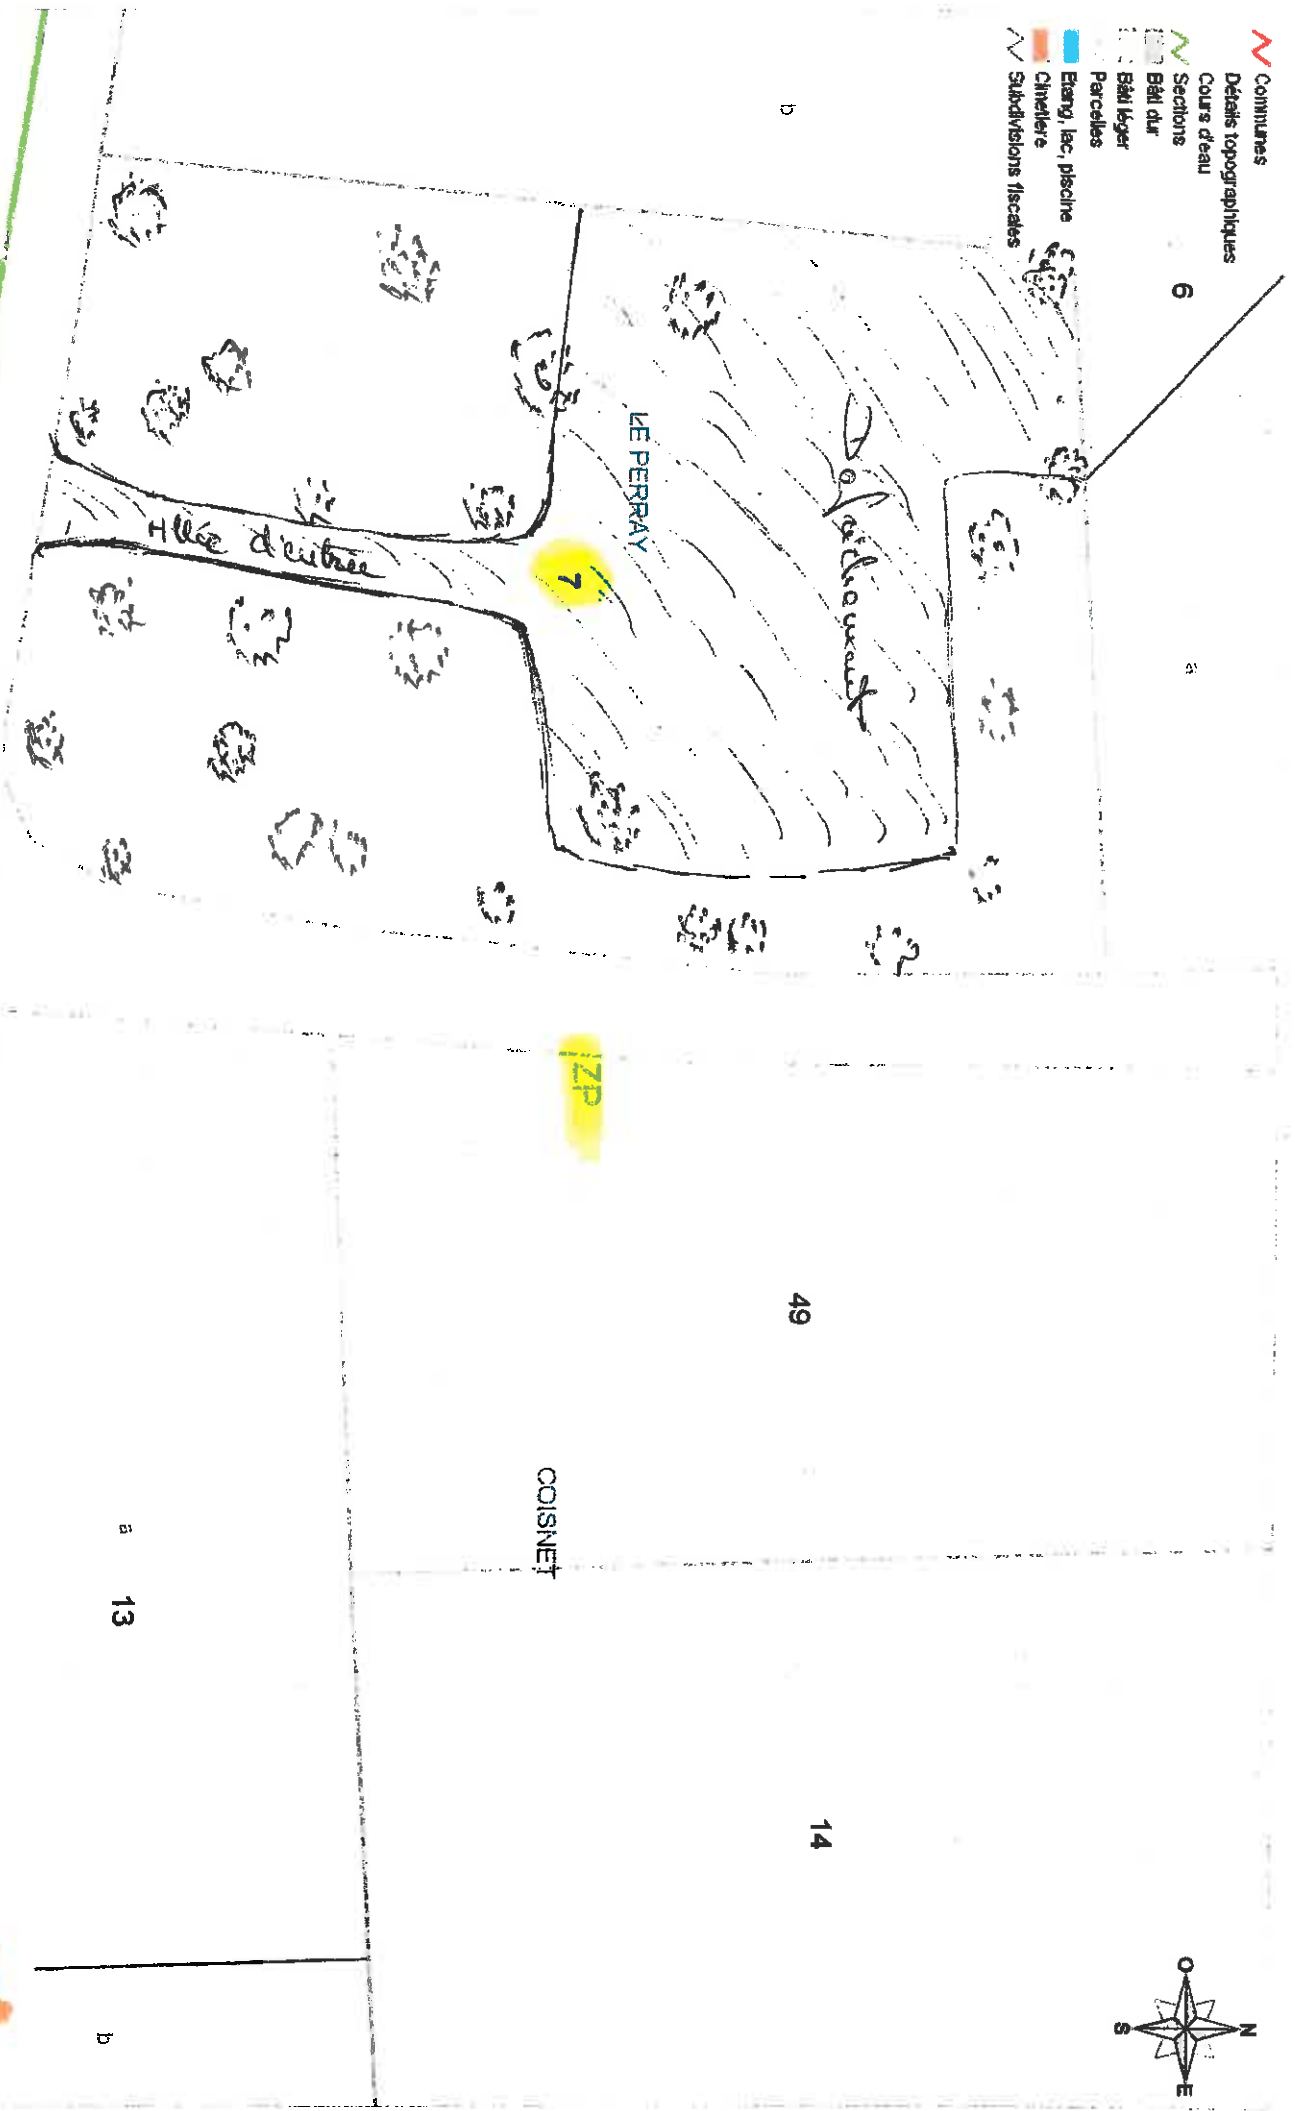 Communes
Détails topographiques
Cours d'eau
Sections
Bâti dur
Bâti léger
Parcelles
Etang, lac, piscine
Cimetière
Subdivisions fiscales
6
a
b
LE PERRAY
7
Allée d'entrée
ZP
49
COISNET
14
a
13
b
N
O
E
S